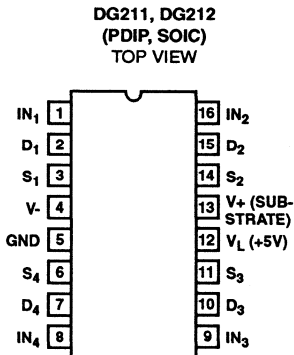 DG211, DG212
(PDIP, SOIC)
TOP VIEW
IN1 1 16 IN2
D1 2 15 D2
S1 3 14 S2
V- 4 13 V+ (SUB-
STRATE)
GND 5 12 VL (+5V)
S4 6 11 S3
D4 7 10 D3
IN4 8 9 IN3